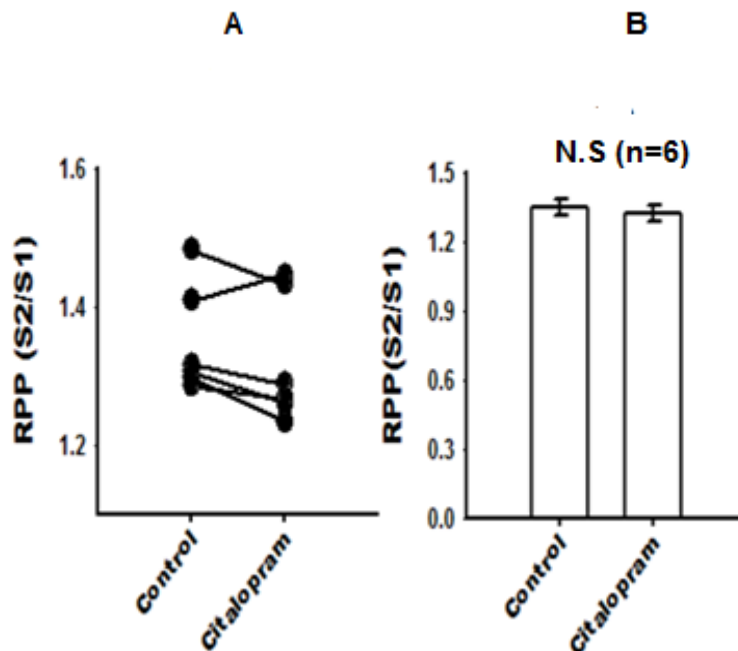 A
B
N.S (n=6)
1.6
1.4
1.2
RPP (S2/S1)
Control
Citalopram
1.5
1.2
0.9
0.6
0.3
0.0
RPP(S2/S1)
Control
Citalopram